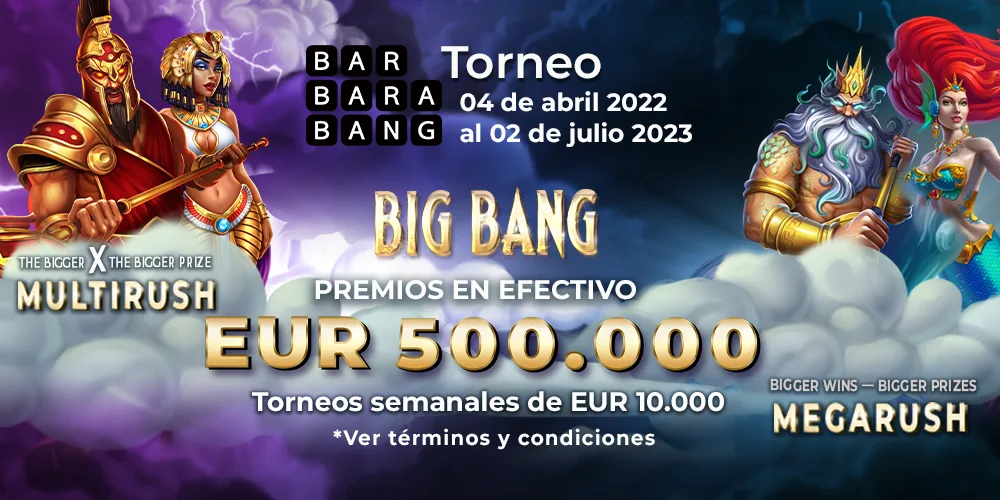 BAR
BARA
BANG
Torneo
04 de abril 2022
al 02 de julio 2023
BIG BANG
THE BIGGER X THE BIGGER PRIZE
MULTIRUSH
PREMIOS EN EFECTIVO
EUR 500.000
Torneos semanales de EUR 10.000
*Ver términos y condiciones
BIGGER WINS — BIGGER PRIZES
MEGARUSH